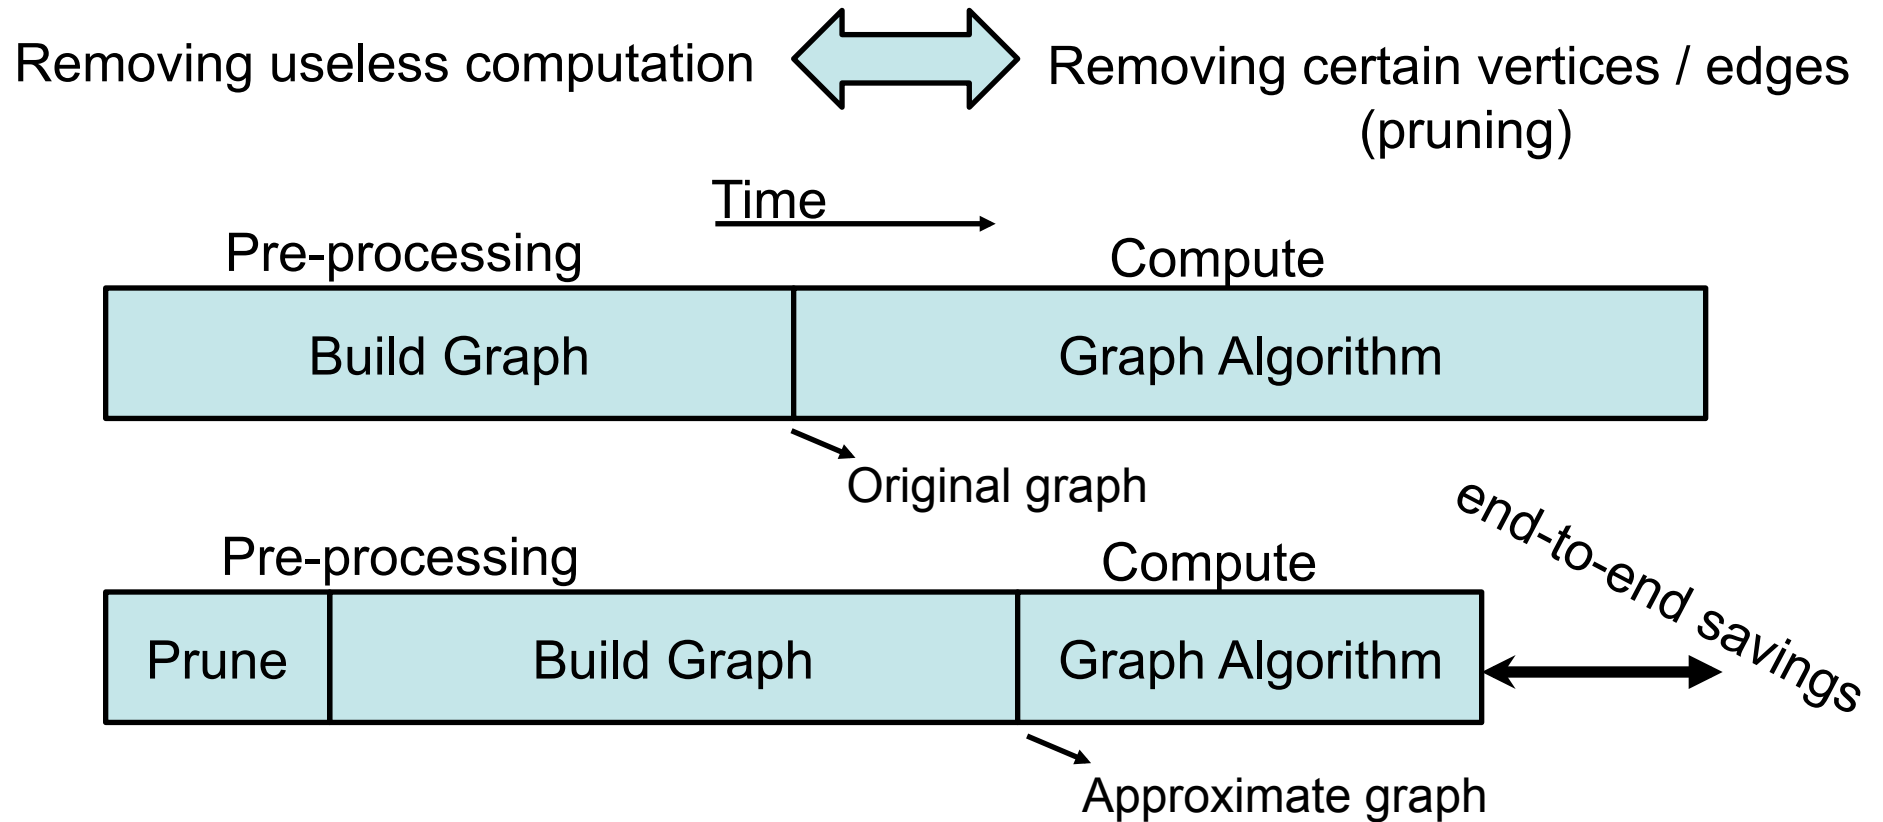 Removing useless computation
Removing certain vertices / edges
(pruning)
Time
Pre-processing
Compute
Build Graph
Graph Algorithm
Original graph
end-to-end savings
Pre-processing
Compute
Prune
Build Graph
Graph Algorithm
Approximate graph